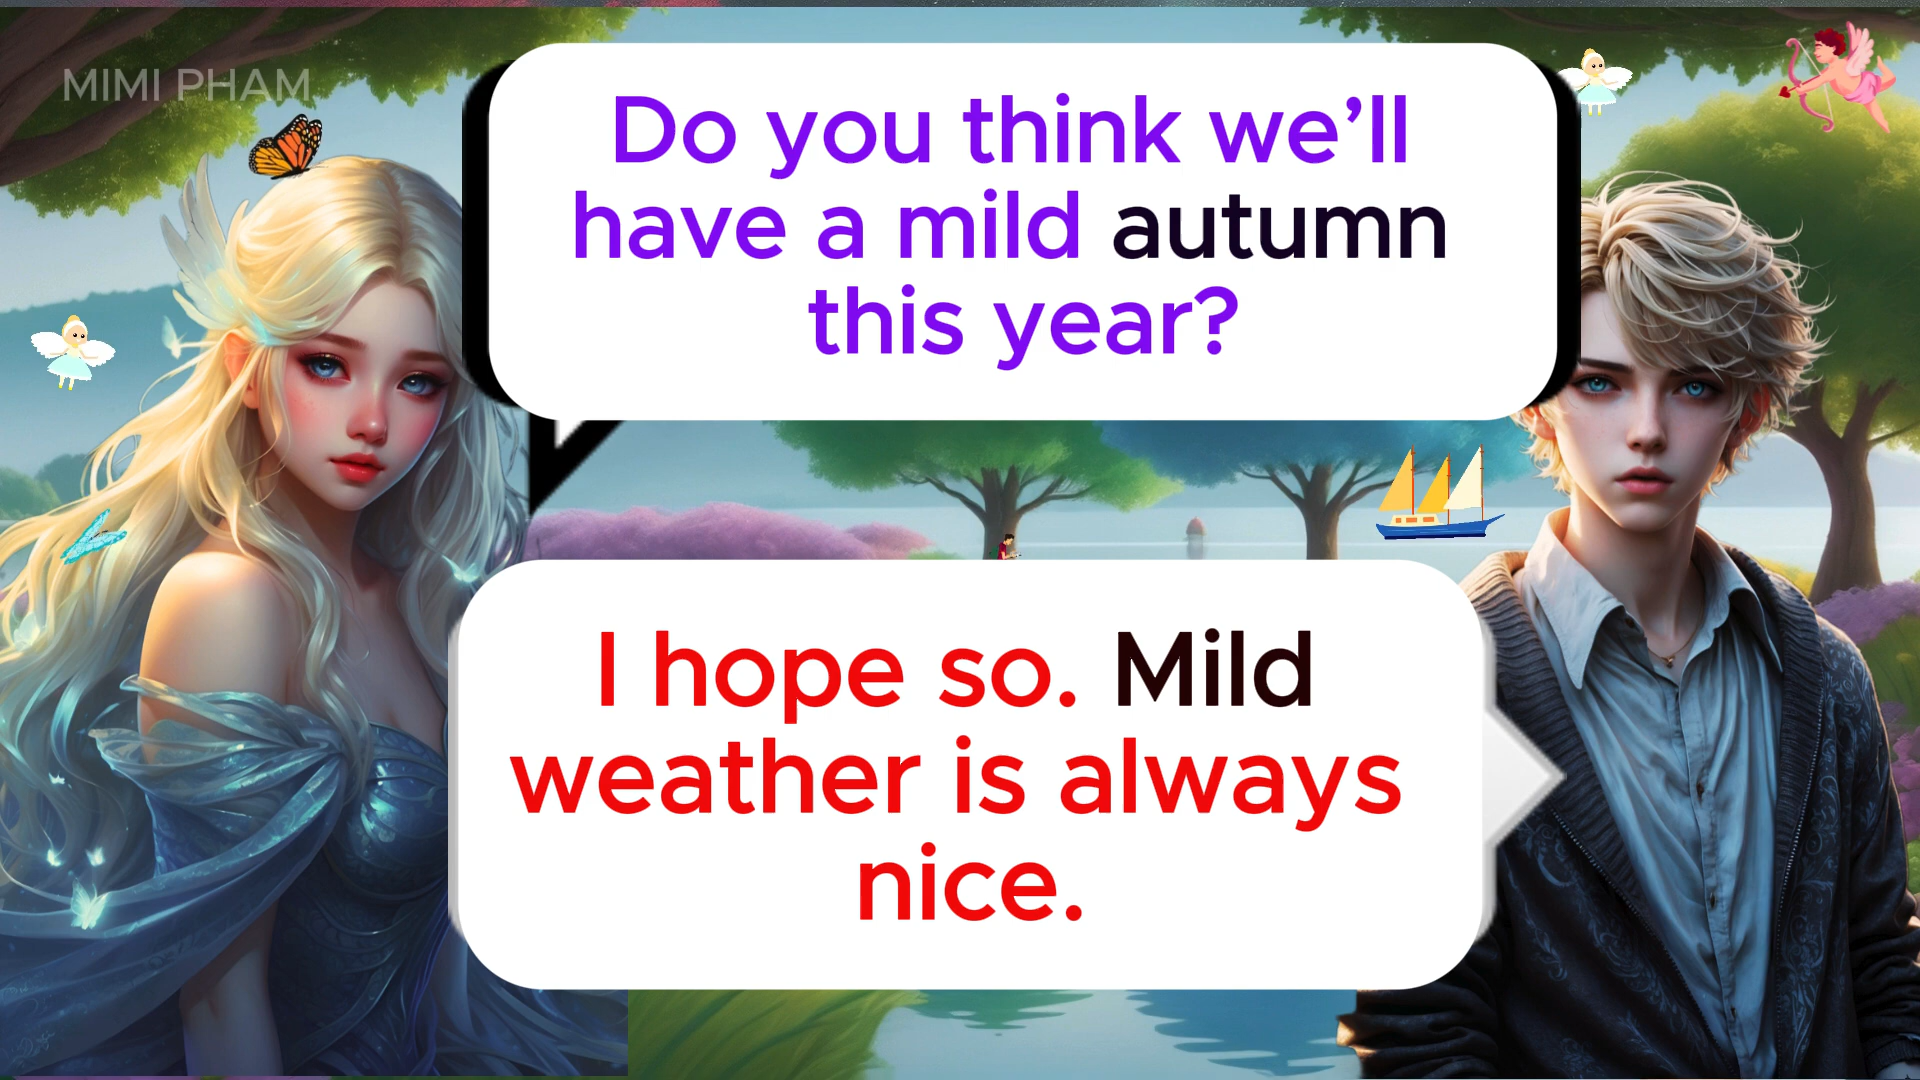 MIMI PHAM
Do you think we’ll
have a mild autumn
this year?
I hope so. Mild
weather is always
nice.